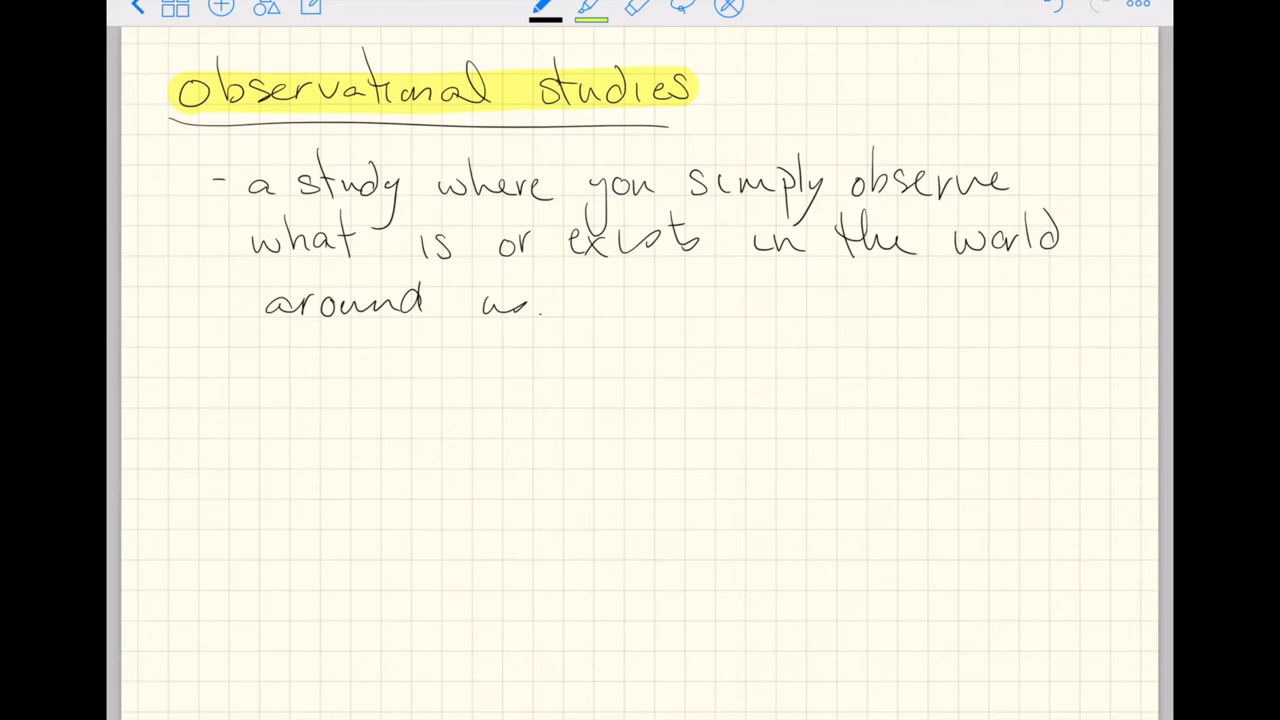 observational studies
- a study where you simply observe
what is or exists in the world
around us.